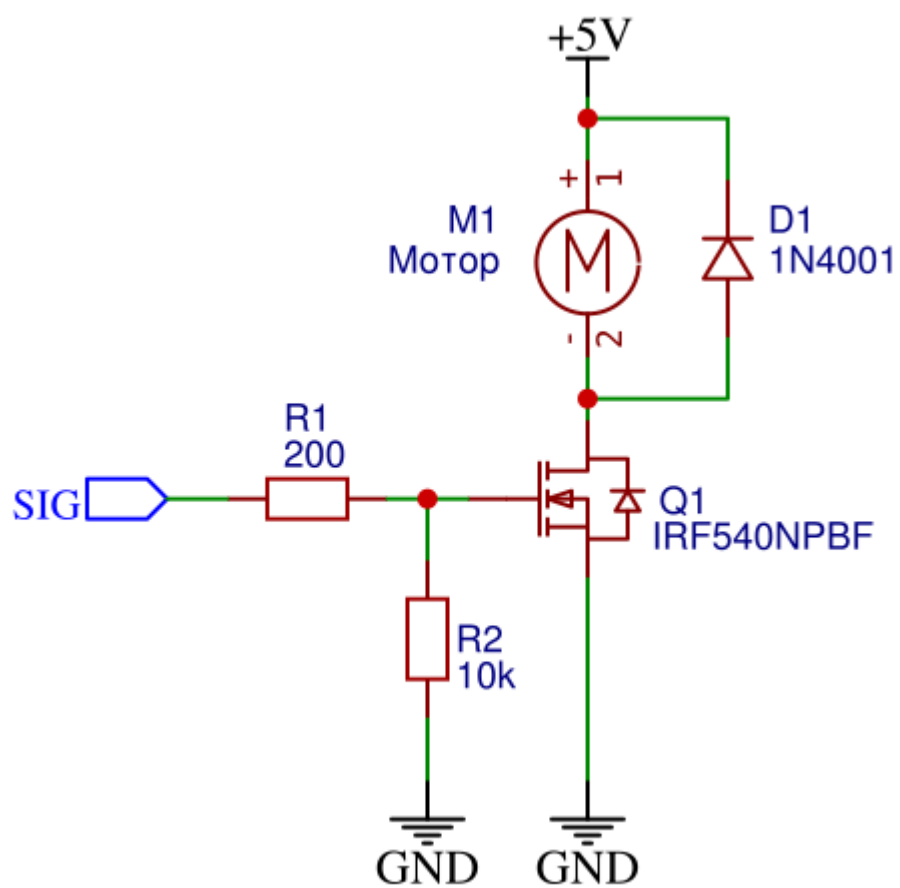 +5V
+ 1
M1
Мотор
M
D1
1N4001
- 2
R1
200
SIG
Q1
IRF540NPBF
R2
10k
GND
GND